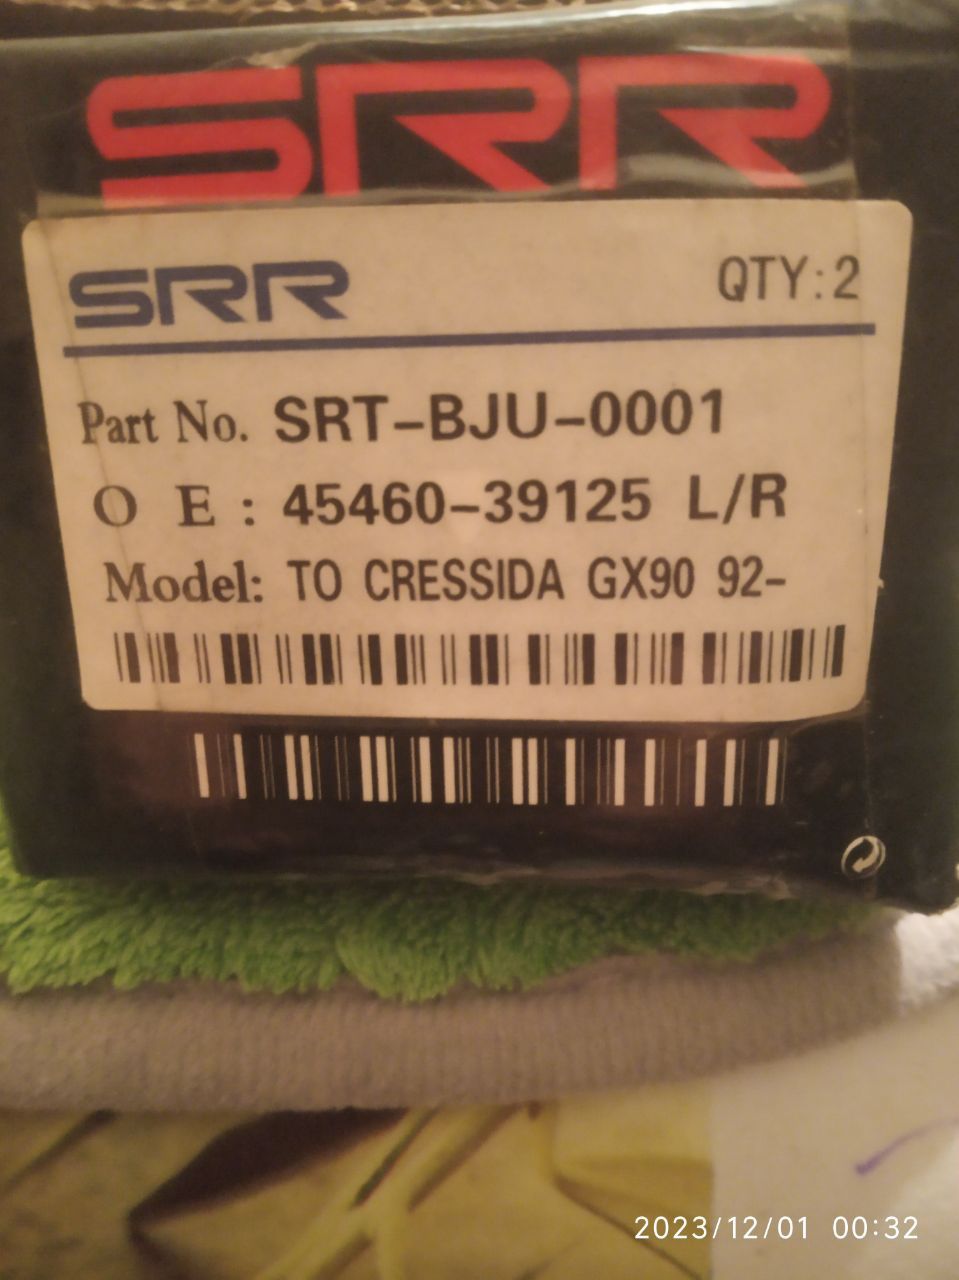 SRR
SRR QTY:2
Part No. SRT-BJU-0001
O E: 45460-39125 L/R
Model: TO CRESSIDA GX90 92-
2023/12/01 00:32